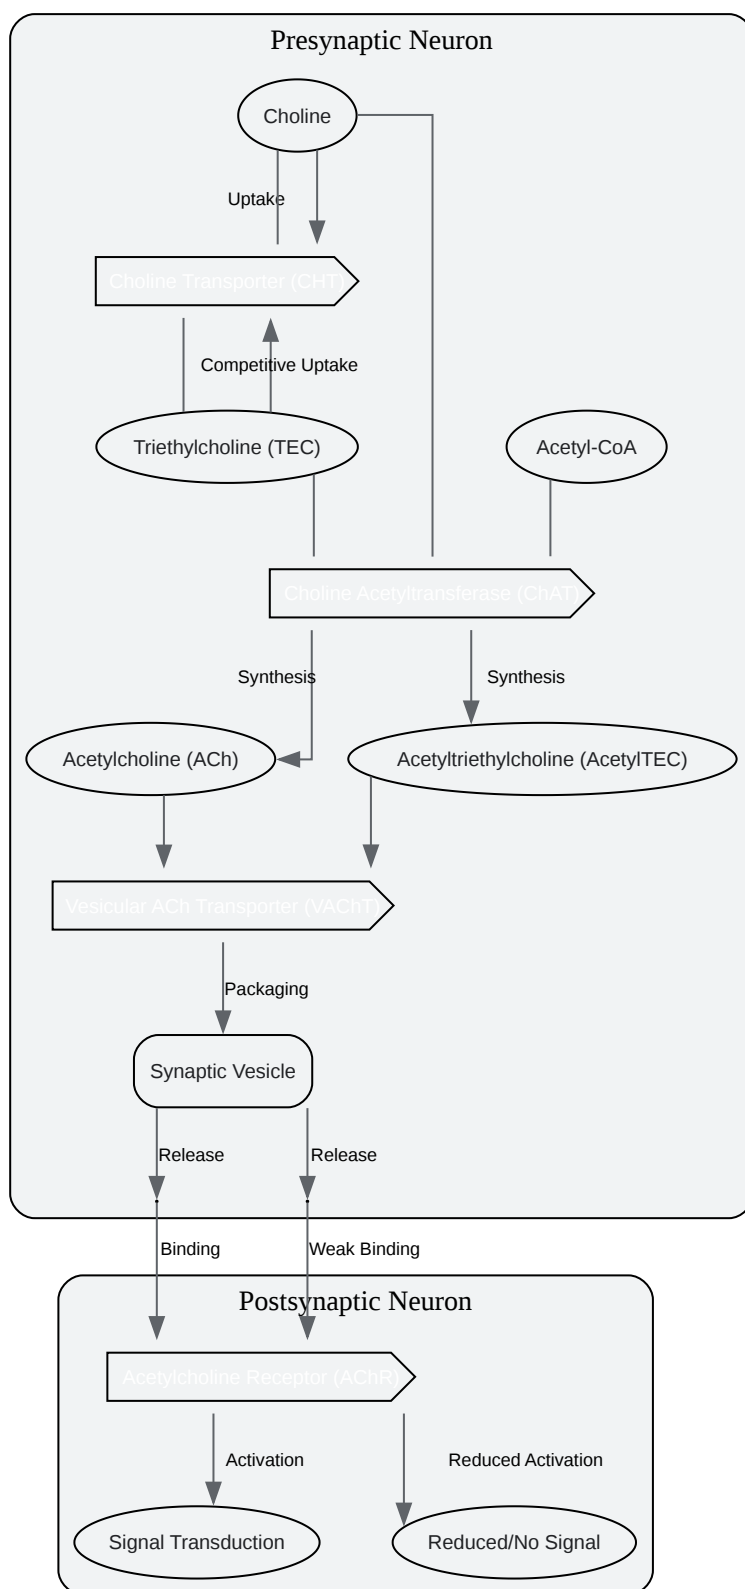 Presynaptic Neuron
Choline
Uptake
Choline Transporter (CHT)
Competitive Uptake
Triethylcholine (TEC)
Acetyl-CoA
Choline Acetyltransferase (ChAT)
Synthesis
Synthesis
Acetylcholine (ACh)
Acetyltriethylcholine (AcetylTEC)
Vesicular ACh Transporter (VAChT)
Packaging
Synaptic Vesicle
Release
Release
Binding
Weak Binding
Postsynaptic Neuron
Acetylcholine Receptor (AChR)
Activation
Reduced Activation
Signal Transduction
Reduced/No Signal